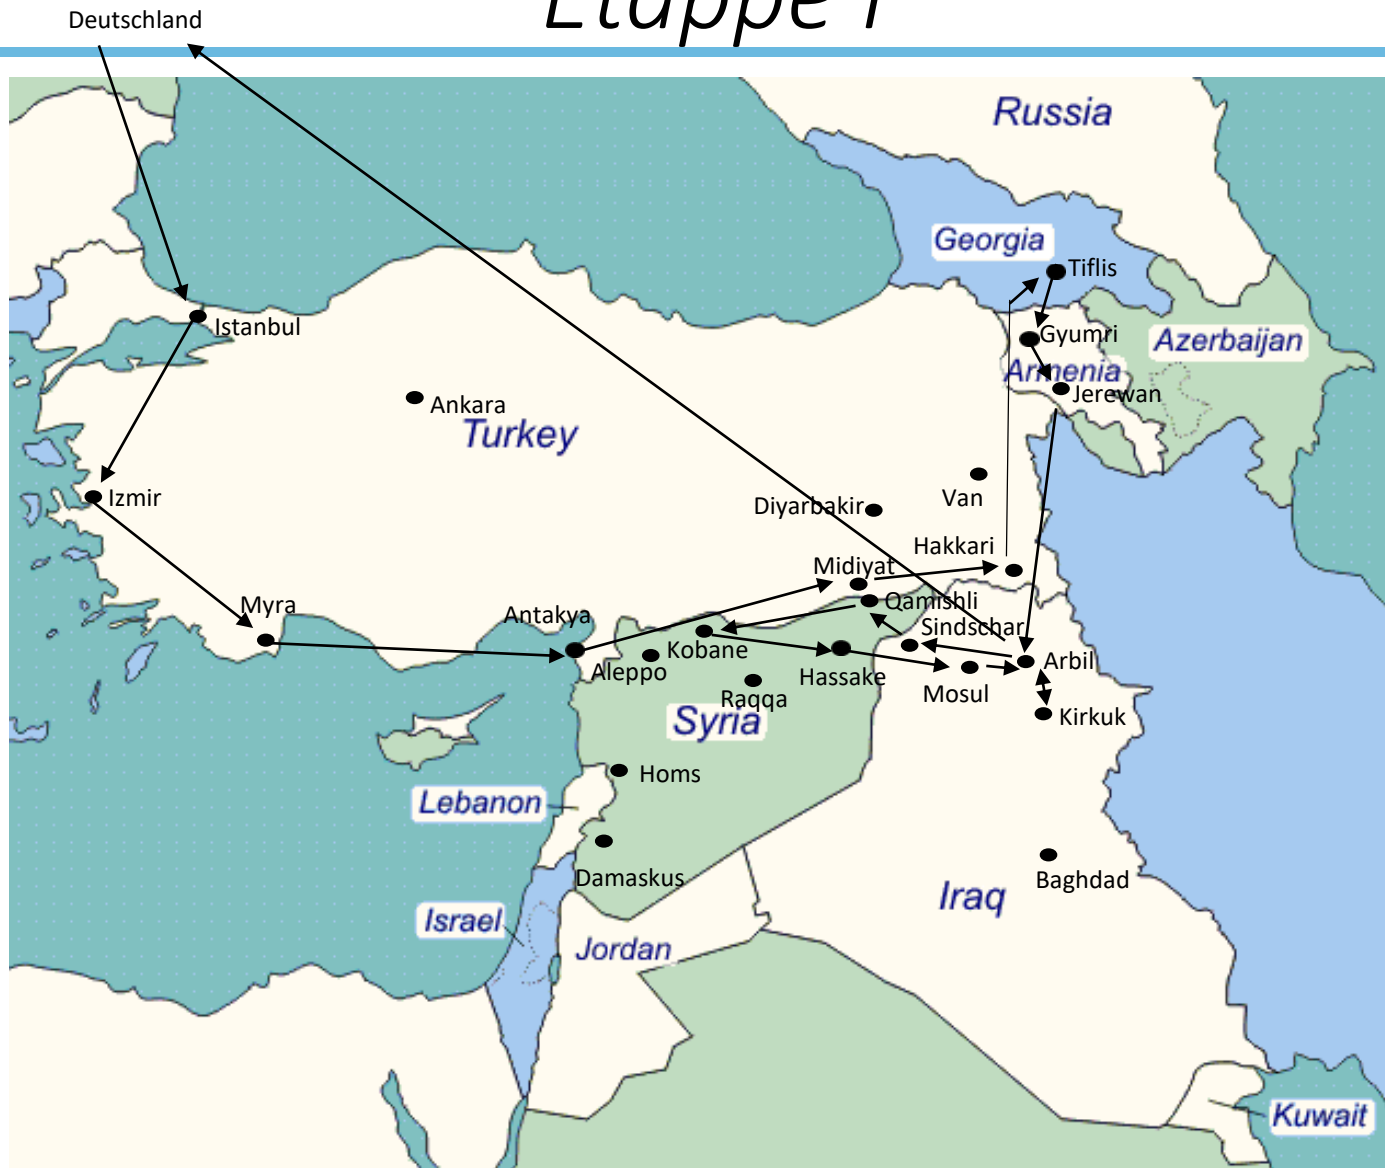 Deutschland
Etappe I
Russia
Georgia
Tiflis
Istanbul
Gyumri
Azerbaijan
Armenia
Jerewan
Ankara
Turkey
Izmir
Van
Diyarbakir
Hakkari
Midiyat
Myra
Antakya
Qamishli
Sindschar
Kobane
Aleppo
Hassake
Arbil
Mosul
Raqqa
Kirkuk
Syria
Homs
Lebanon
Damaskus
Baghdad
Iraq
Israel
Jordan
Kuwait